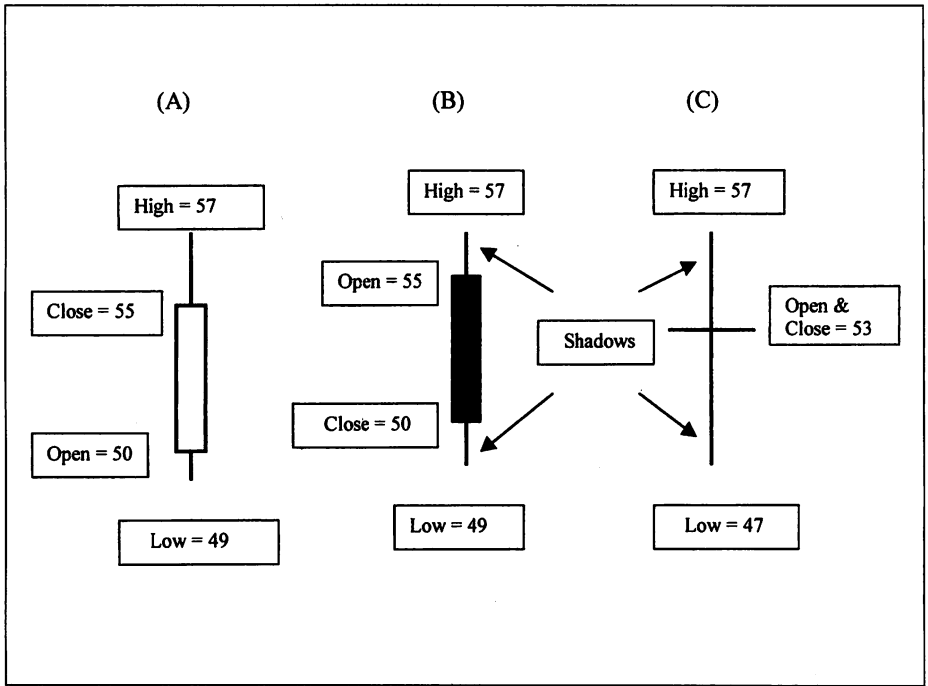 (A)
(B)
(C)
High = 57
High = 57
High = 57
Close = 55
Open = 55
Open &
Close = 53
Shadows
Open = 50
Close = 50
Low = 49
Low = 49
Low = 47